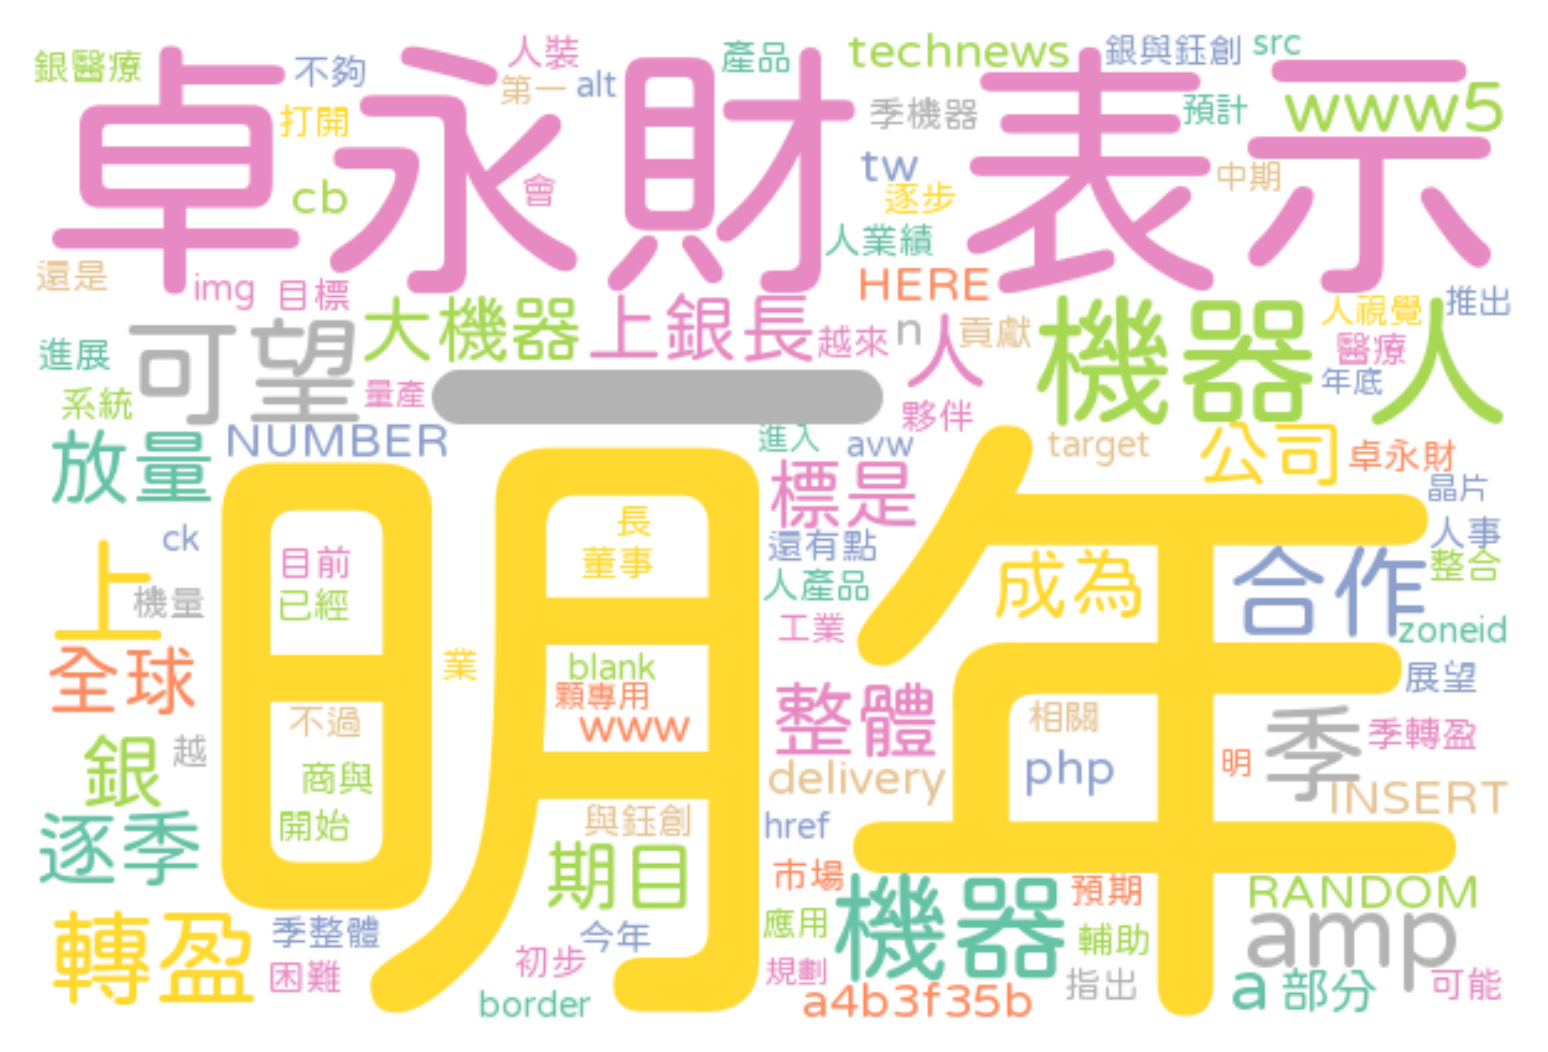 銀醫療
不夠
人裝
產品
technews
銀與鈺創
src
卓永財表示
第一
alt
打開
季機器
預計
www5
cb
會
tw
逐步
中期
人業績
還是
img
目標
HERE
人視覺
推出
可望
大機器
上銀長
越來
n
人
貢獻
機器人
醫療
進展
年底
系統
量產
一
夥伴
放量
NUMBER
進入
avw
target
公司
卓永財
明年
標是
晶片
ck
長
還有點
人事
上
目前
董事
成為
合作
整合
機量
已經
人產品
工業
zoneid
全球
業
blank
顆專用
展望
不過
www
整體
相關
季
季轉盈
銀
越
商與
delivery
php
明
INSERT
逐季
開始
與鈺創
href
期目
市場
機器
預期
RANDOM
轉盈
季整體
今年
應用
輔助
amp
困難
初步
規劃
指出
可能
border
a4b3f35b
a
部分